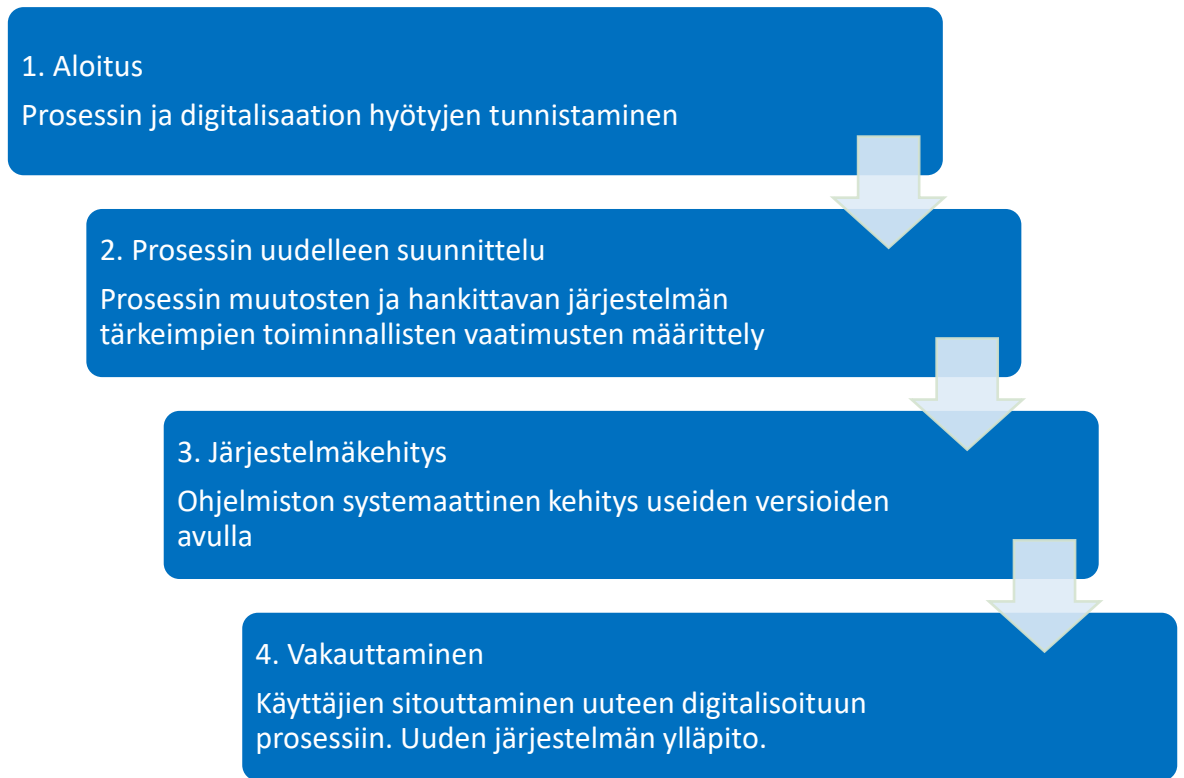 1. Aloitus
Prosessin ja digitalisaation hyötyjen tunnistaminen
2. Prosessin uudelleen suunnittelu
Prosessin muutosten ja hankittavan järjestelmän
tärkeimpien toiminnallisten vaatimusten määrittely
3. Järjestelmäkehitys
Ohjelmiston systemaattinen kehitys useiden versioiden
avulla
4. Vakauttaminen
Käyttäjien sitouttaminen uuteen digitalisoituun
prosessiin. Uuden järjestelmän ylläpito.